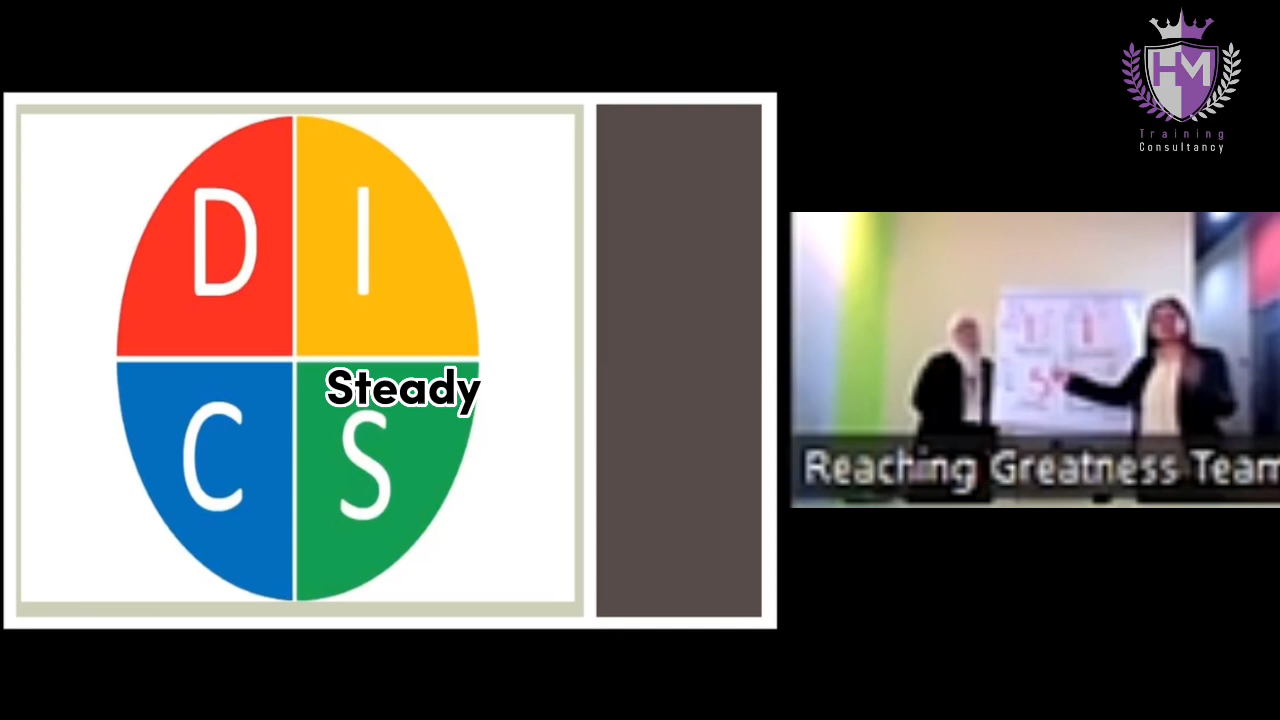 HM
Training
Consultancy
D I
Steady
C S
Reaching Greatness Team